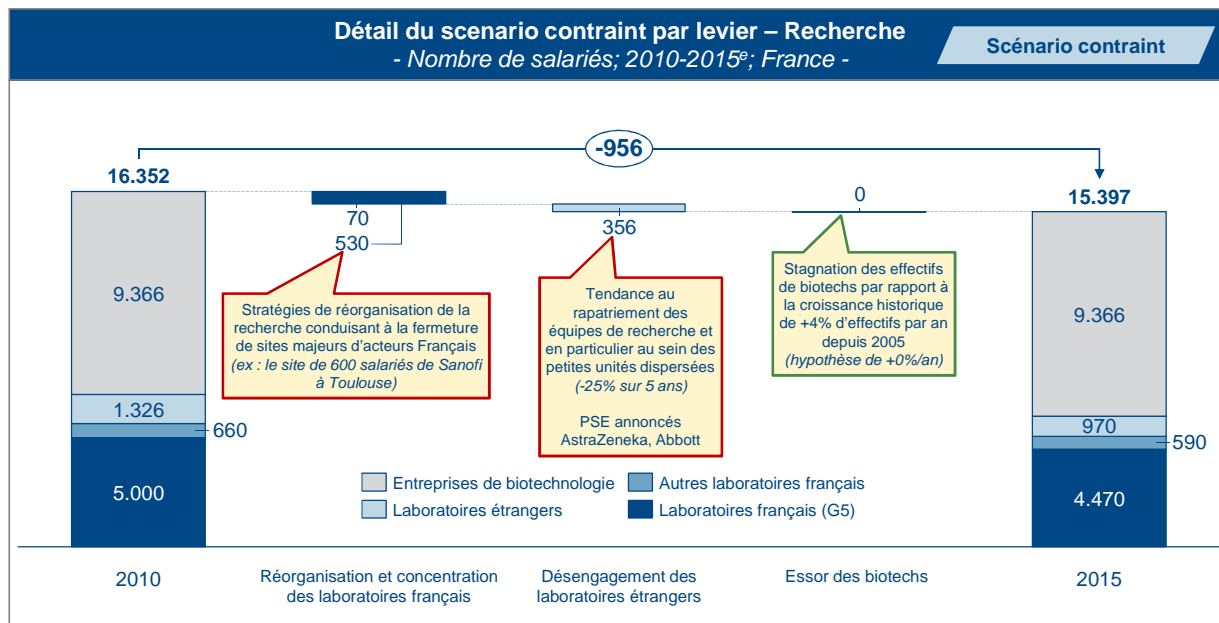 Détail du scenario contraint par levier – Recherche
- Nombre de salariés; 2010-2015e; France -
Scénario contraint
-956
16.352
15.397
70
530
356
0
9.366
1.326
660
5.000
Stratégies de réorganisation de la
recherche conduisant à la fermeture
de sites majeurs d'acteurs Français
(ex : le site de 600 salariés de Sanofi
à Toulouse)
Tendance au
rapatriement des
équipes de recherche et
en particulier au sein des
petites unités dispersées
(-25% sur 5 ans)
PSE annoncés
AstraZeneka, Abbott
Stagnation des effectifs
de biotechs par rapport à
la croissance historique
de +4% d'effectifs par an
depuis 2005
(hypothèse de +0%/an)
9.366
970
590
4.470
Entreprises de biotechnologie
Autres laboratoires français
Laboratoires étrangers
Laboratoires français (G5)
2010
Réorganisation et concentration
des laboratoires français
Désengagement des
laboratoires étrangers
Essor des biotechs
2015